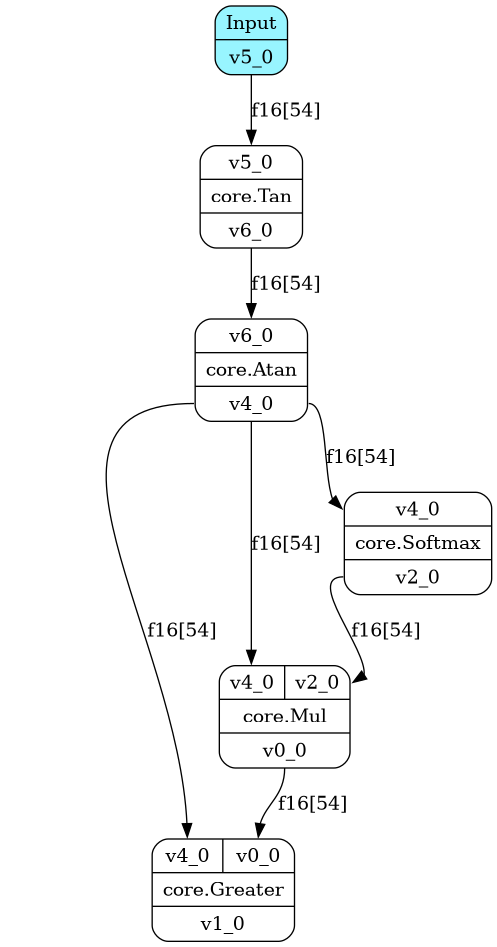 Input
v5_0
f16[54]
v5_0
core.Tan
v6_0
f16[54]
v6_0
core.Atan
v4_0
f16[54]
v4_0
core.Softmax
v2_0
f16[54]
f16[54]
f16[54]
v4_0 v2_0
core.Mul
v0_0
f16[54]
v4_0 v0_0
core.Greater
v1_0